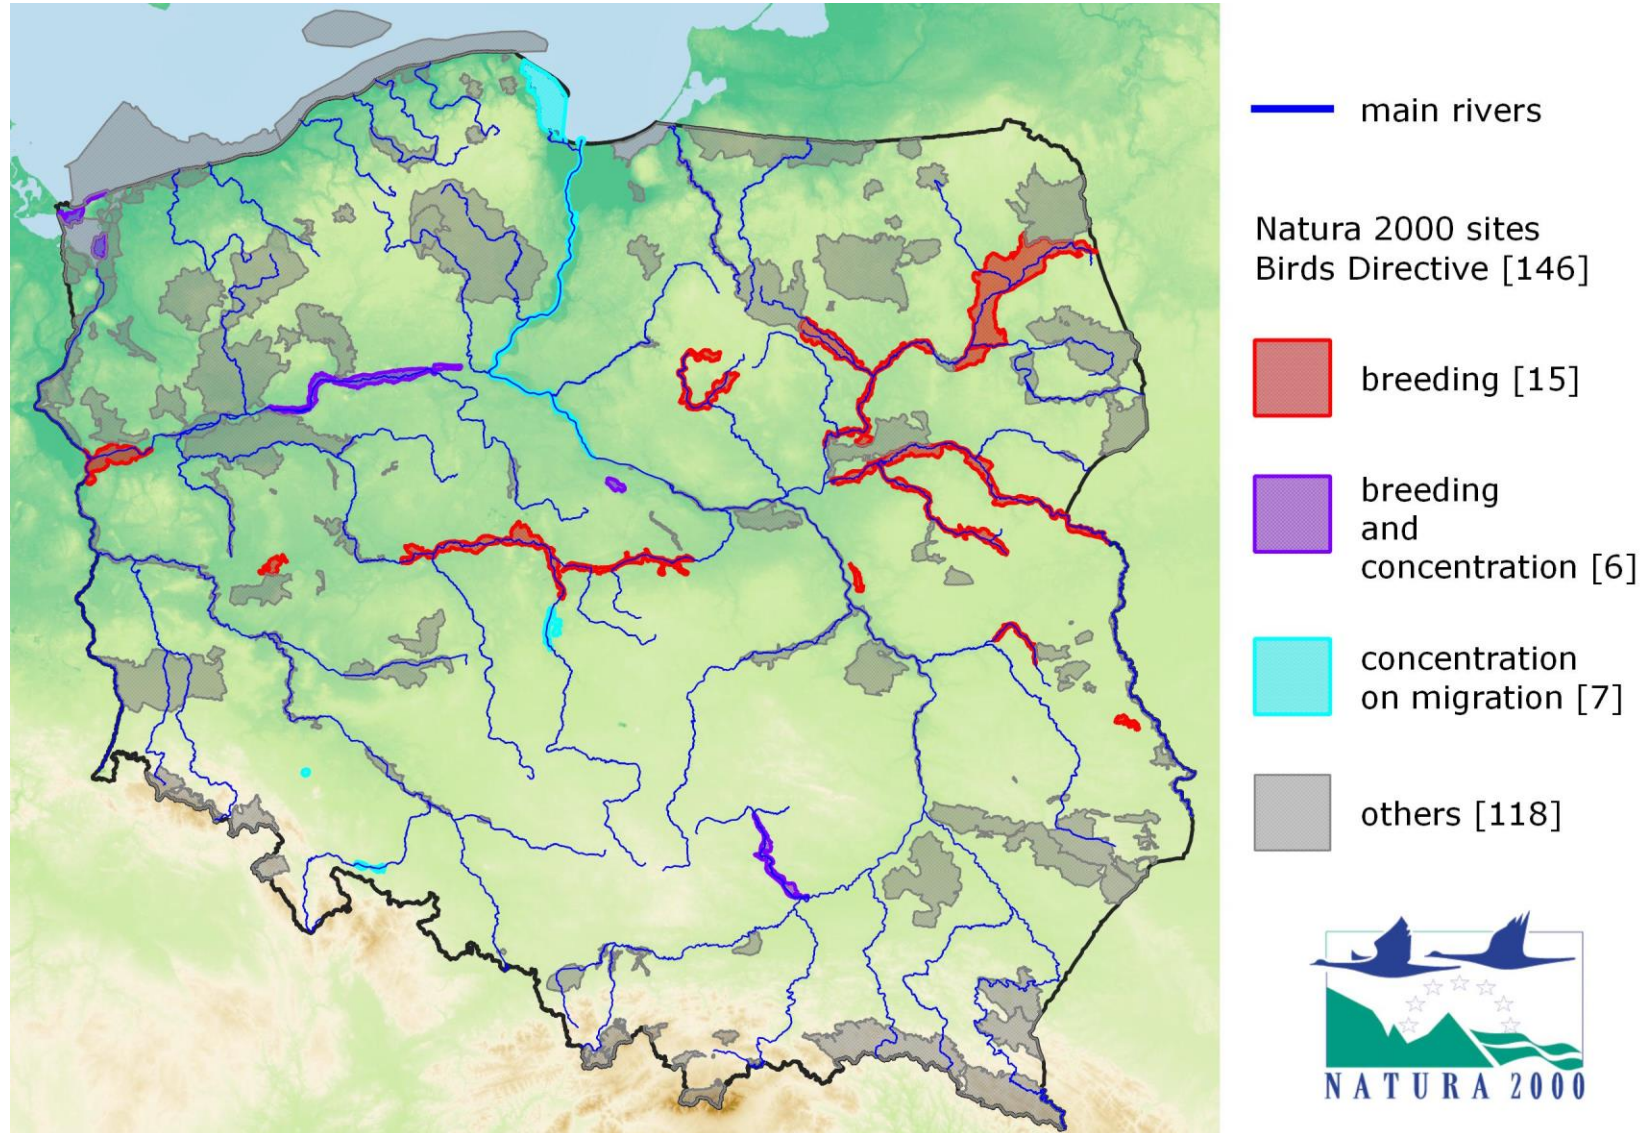 main rivers
Natura 2000 sites
Birds Directive [146]
breeding [15]
breeding
and
concentration [6]
concentration
on migration [7]
others [118]
NATURA 2000